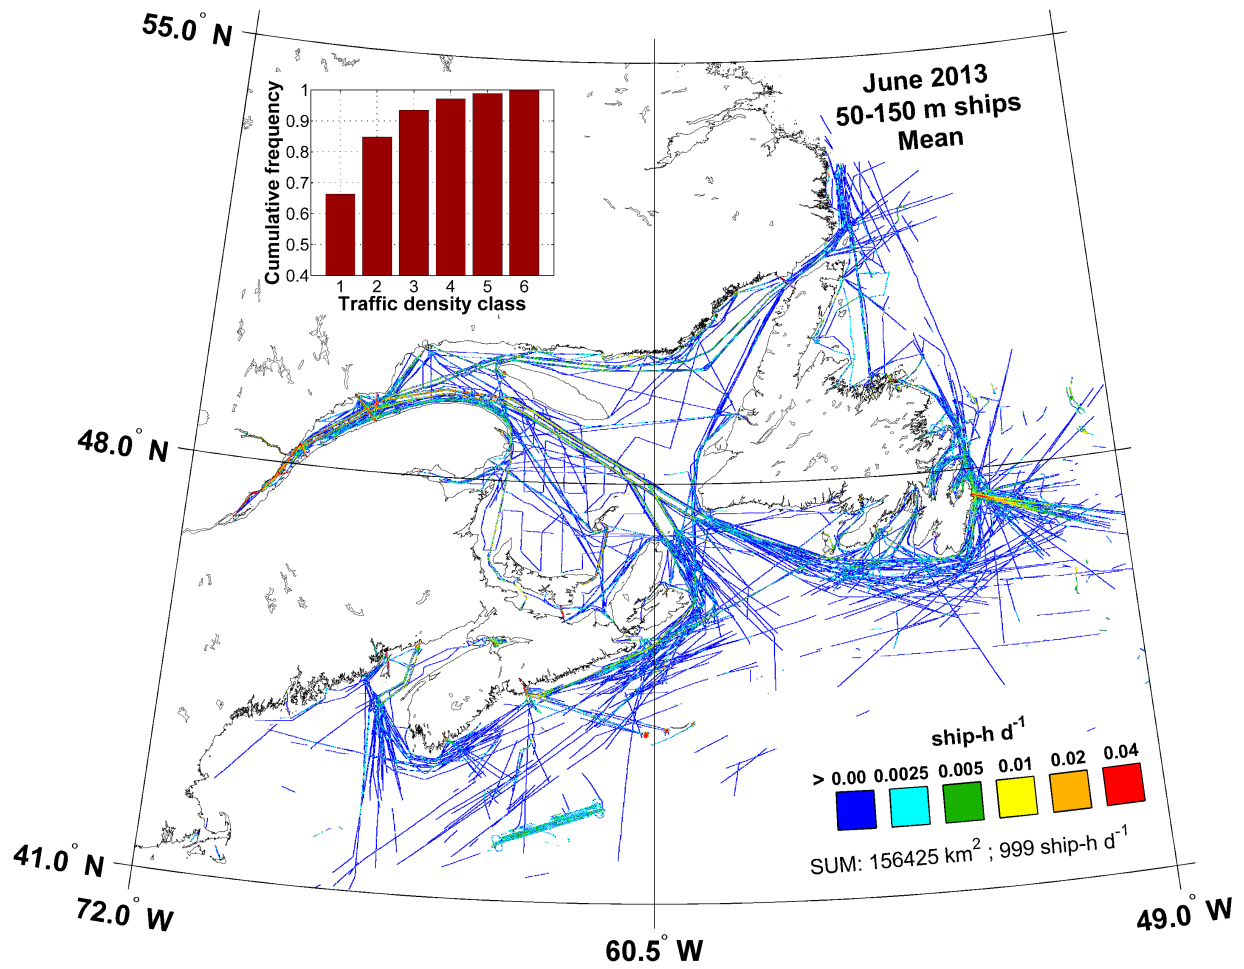 55.0° N
June 2013
50-150 m ships
Mean
Cumulative frequency
1
0.9
0.8
0.7
0.6
0.5
0.4
1 2 3 4 5 6
Traffic density class
48.0° N
ship-h d-1
> 0.00 0.0025 0.005 0.01 0.02 0.04
SUM: 156425 km2 ; 999 ship-h d-1
41.0° N
72.0° W
60.5° W
49.0° W